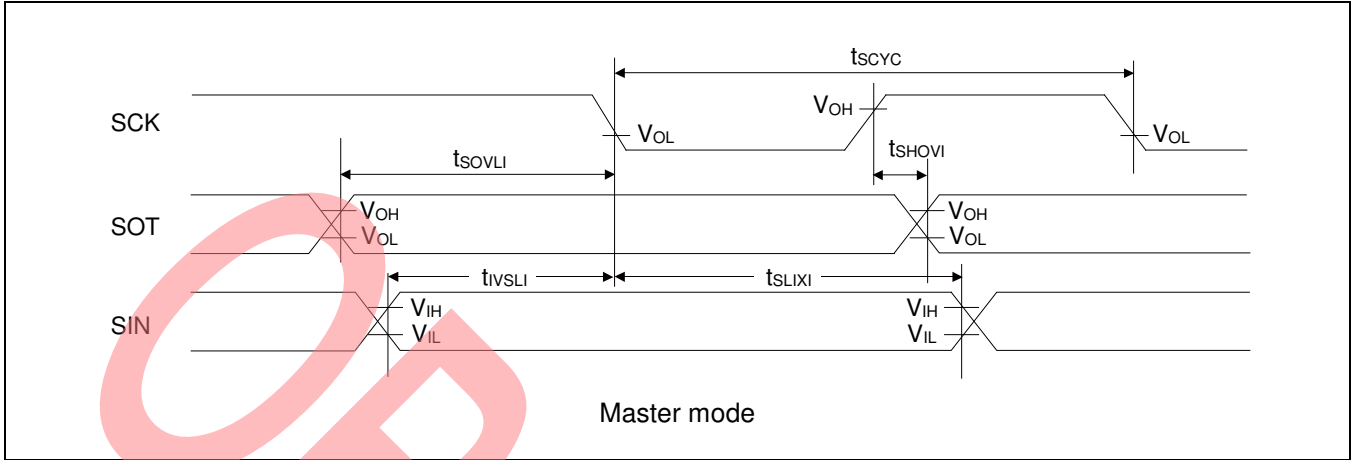 tSCYC
SCK
VOH
VOL
VOL
tSOVLI
tSHOVI
SOT
VOH
VOL
VOH
VOL
tIVSLI
tSLIXI
SIN
VIH
VIL
VIH
VIL
Master mode